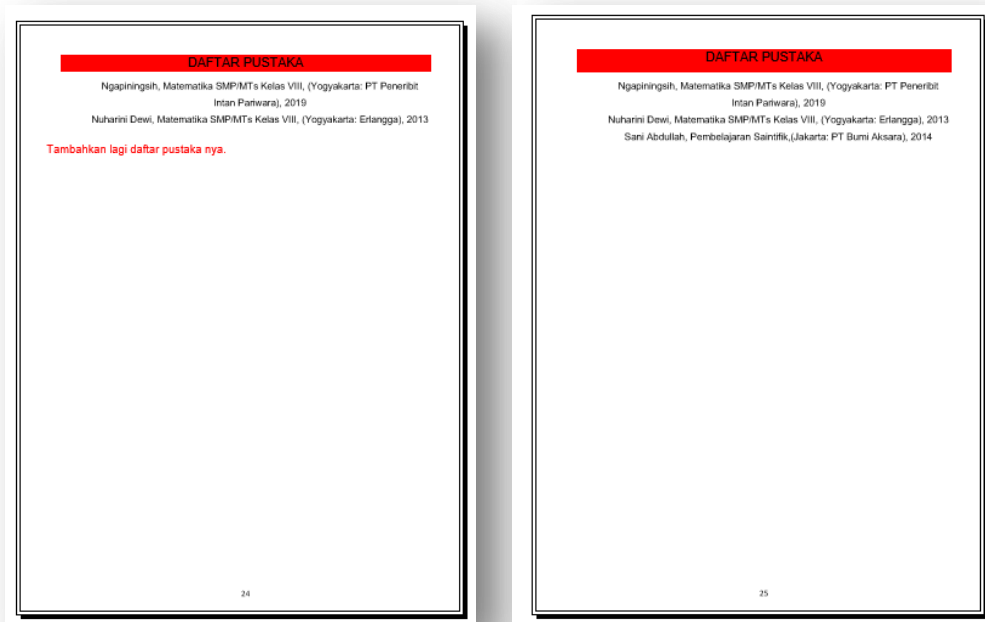 DAFTAR PUSTAKA
Ngapiningsih, Matematika SMP/MTs Kelas VIII, (Yogyakarta: PT Peneribit
Intan Pariwara), 2019
Nuharini Dewi, Matematika SMP/MTs Kelas VIII, (Yogyakarta: Erlangga), 2013
Tambahkan lagi daftar pustaka nya.
24
DAFTAR PUSTAKA
Ngapiningsih, Matematika SMP/MTs Kelas VIII, (Yogyakarta: PT Peneribit
Intan Pariwara), 2019
Nuharini Dewi, Matematika SMP/MTs Kelas VIII, (Yogyakarta: Erlangga), 2013
Sani Abdullah, Pembelajaran Saintifik,(Jakarta: PT Bumi Aksara), 2014
25